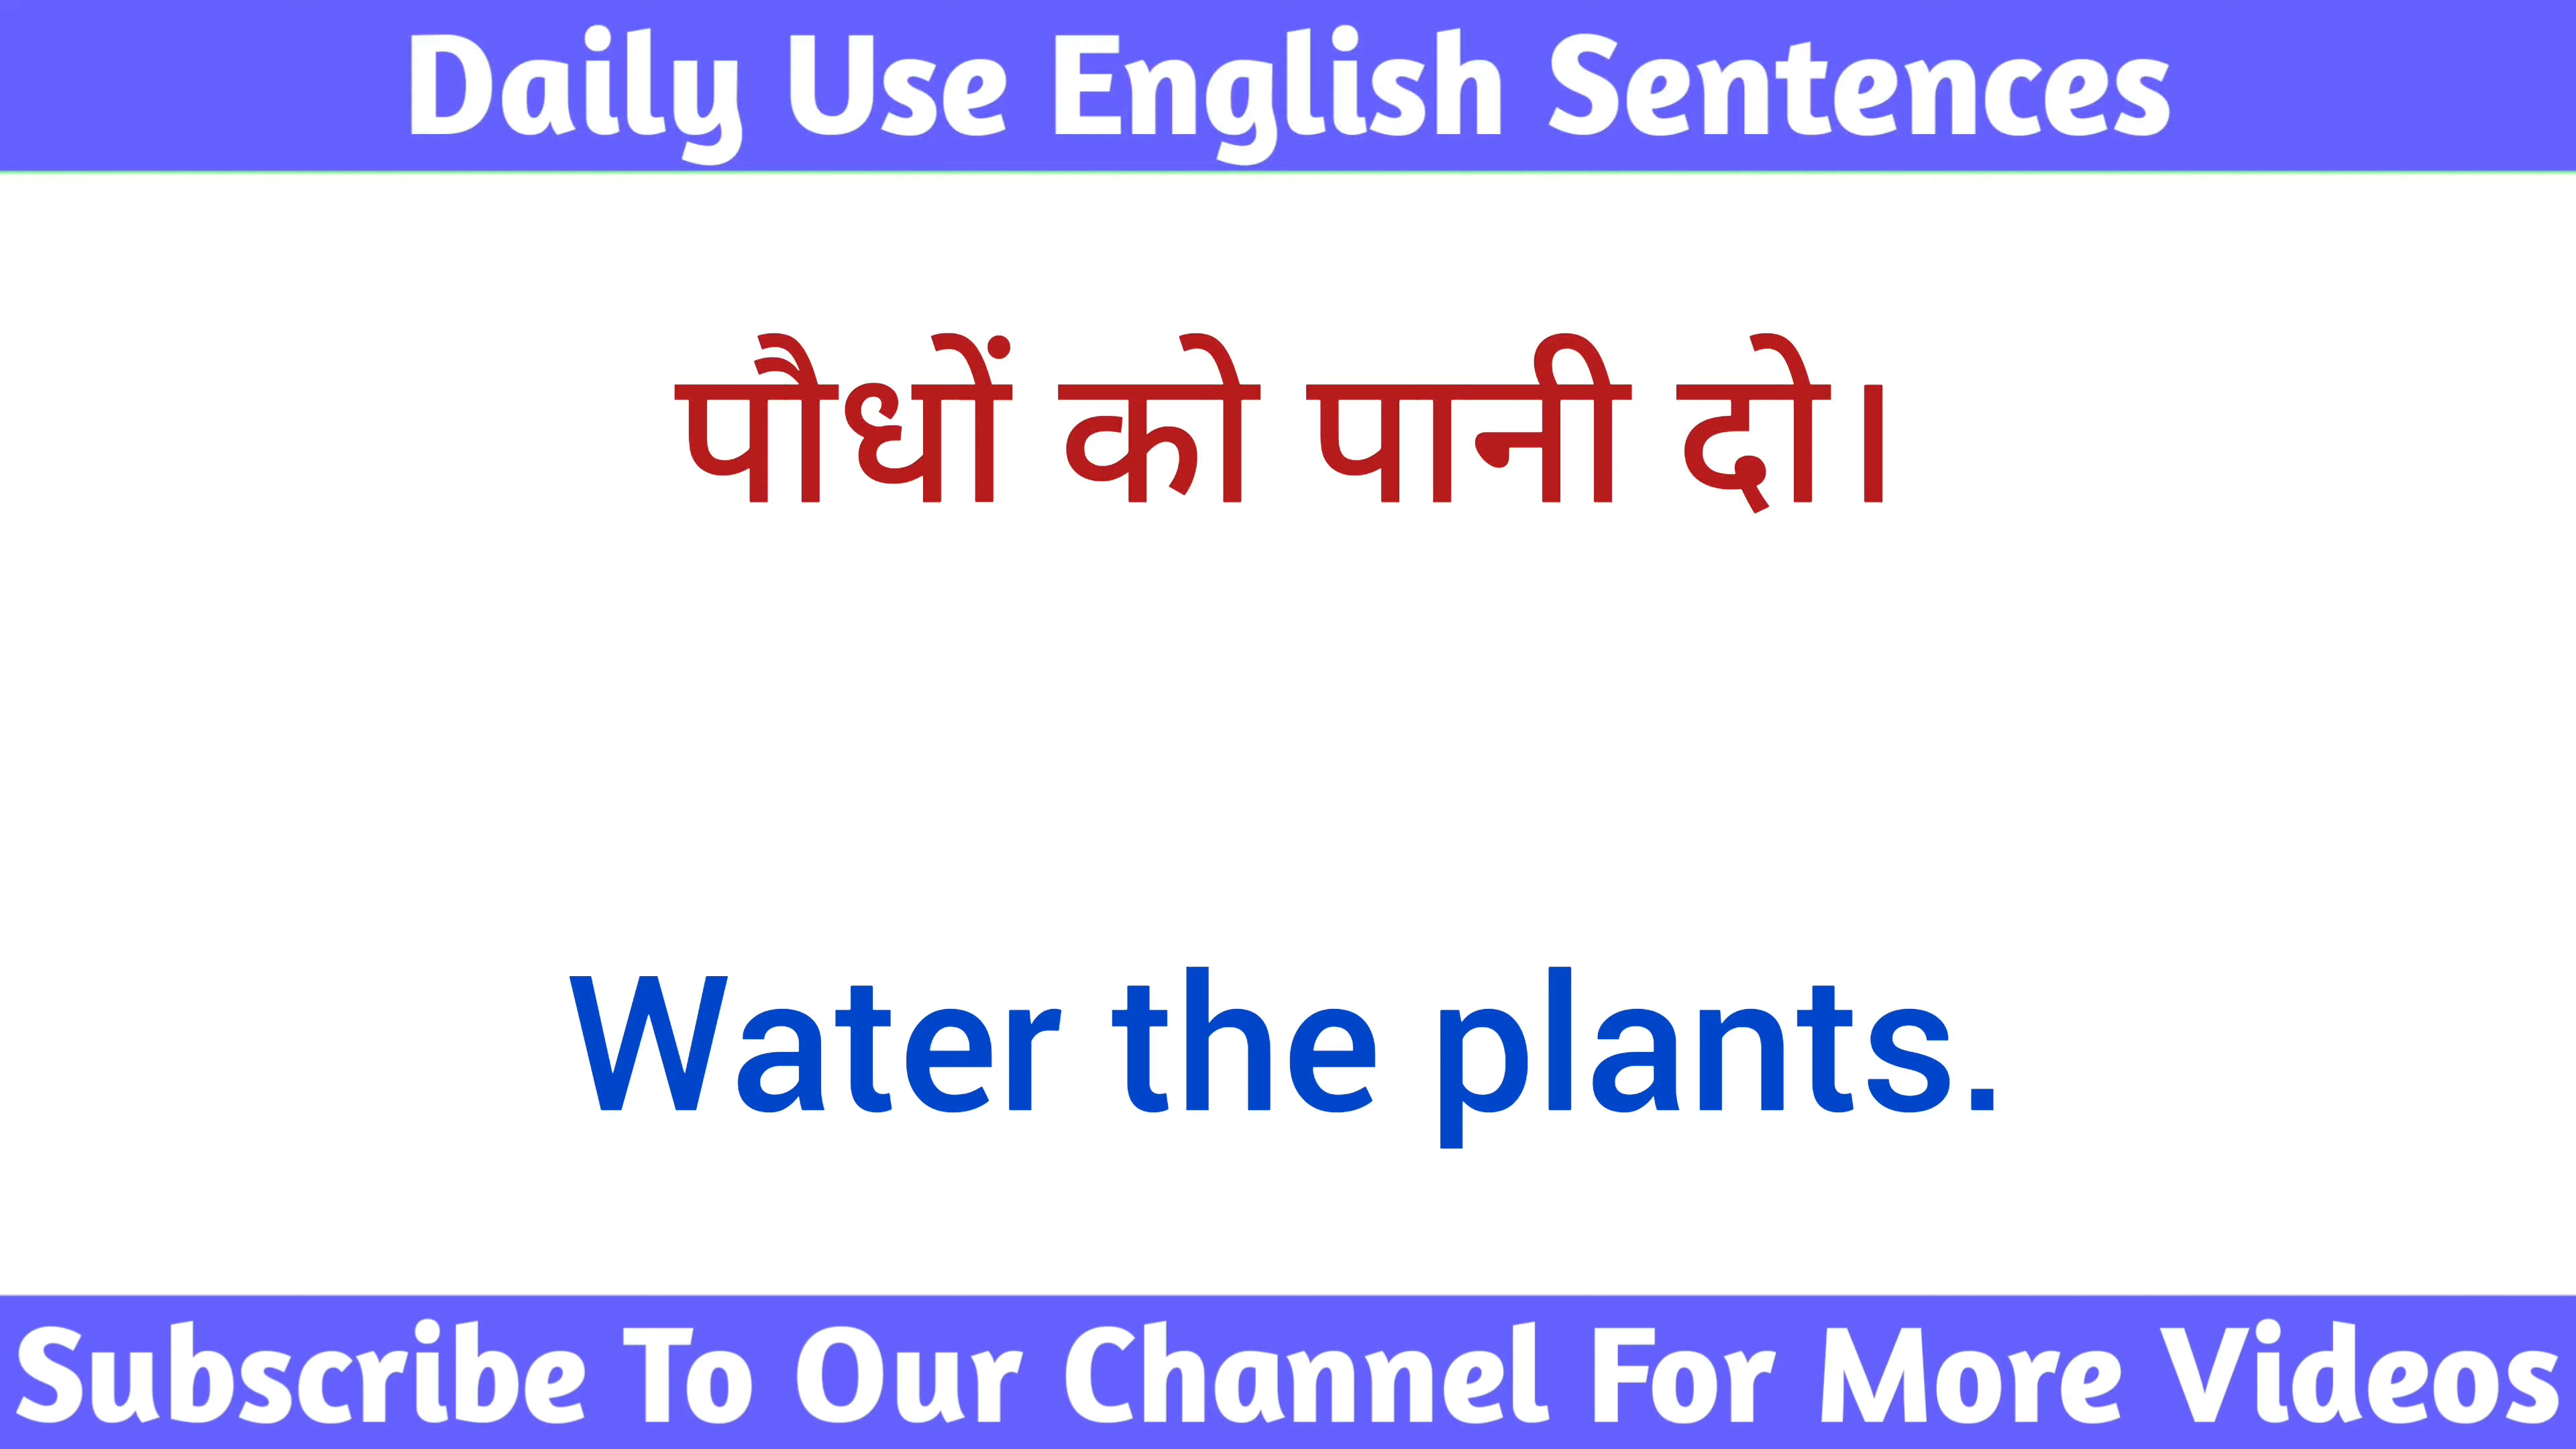 Daily Use English Sentences
पौधों को पानी दो।
Water the plants.
Subscribe To Our Channel For More Videos